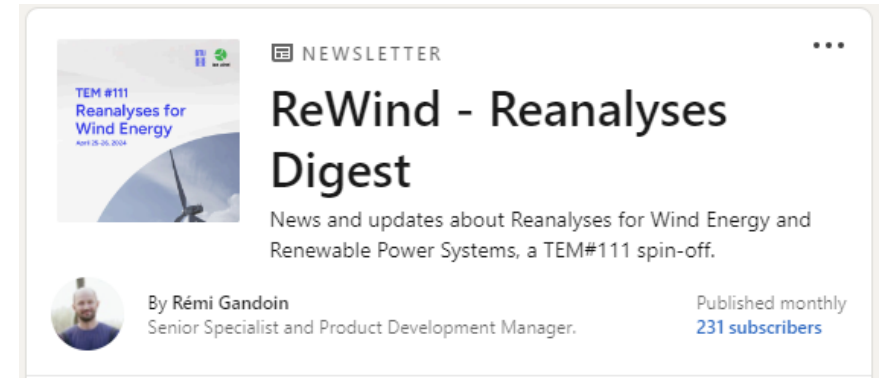 TEM #111
Reanalyses for
Wind Energy
April 25-26, 2024
NEWSLETTER
ReWind - Reanalyses
Digest
News and updates about Reanalyses for Wind Energy and
Renewable Power Systems, a TEM#111 spin-off.
By Rémi Gandoin
Senior Specialist and Product Development Manager.
Published monthly
231 subscribers